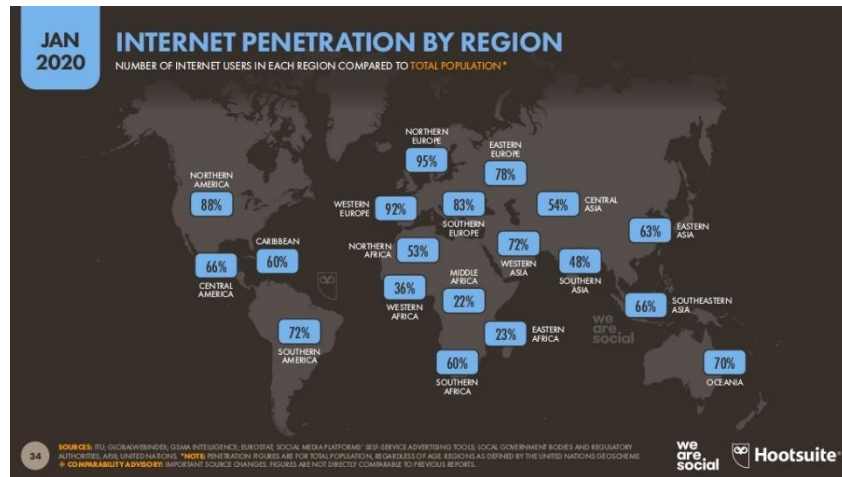 JAN
2020
INTERNET PENETRATION BY REGION
NUMBER OF INTERNET USERS IN EACH REGION COMPARED TO TOTAL POPULATION*
NORTHERN
EUROPE
95%
EASTERN
EUROPE
78%
NORTHERN
AMERICA
88%
WESTERN
EUROPE
92%
83%
SOUTHERN
EUROPE
54%
CENTRAL
ASIA
63%
EASTERN
ASIA
CARIBBEAN
60%
66%
CENTRAL
AMERICA
NORTHERN
AFRICA
53%
72%
WESTERN
ASIA
48%
SOUTHERN
ASIA
36%
WESTERN
AFRICA
MIDDLE
AFRICA
22%
66%
SOUTHEASTERN
ASIA
we
are
social
72%
SOUTHERN
AMERICA
23%
EASTERN
AFRICA
60%
SOUTHERN
AFRICA
70%
OCEANIA
34
SOURCES: ITU; GLOBALWEBINDEX; GSMA INTELLIGENCE; EUROSTAT; SOCIAL MEDIA PLATFORMS' SELF-SERVICE ADVERTISING TOOLS; LOCAL GOVERNMENT BODIES AND REGULATORY
AUTHORITIES; APJII; UNITED NATIONS. *NOTE: PENETRATION FIGURES ARE FOR TOTAL POPULATION, REGARDLESS OF AGE. REGIONS AS DEFINED BY THE UNITED NATIONS GEOSCHEME.
COMPARABILITY ADVISORY: IMPORTANT SOURCE CHANGES. FIGURES ARE NOT DIRECTLY COMPARABLE TO PREVIOUS REPORTS.
we
are
social
Hootsuite®